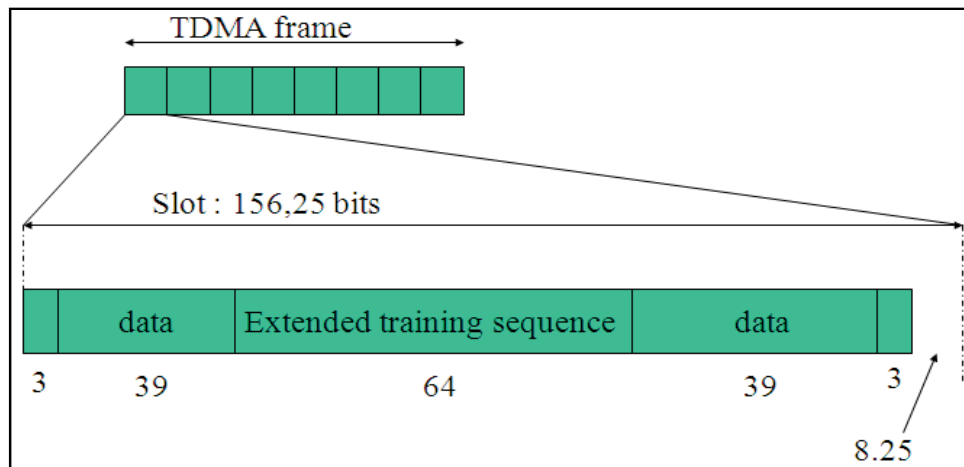 TDMA frame
Slot : 156,25 bits
data Extended training sequence data
3 39 64 39 3
8.25